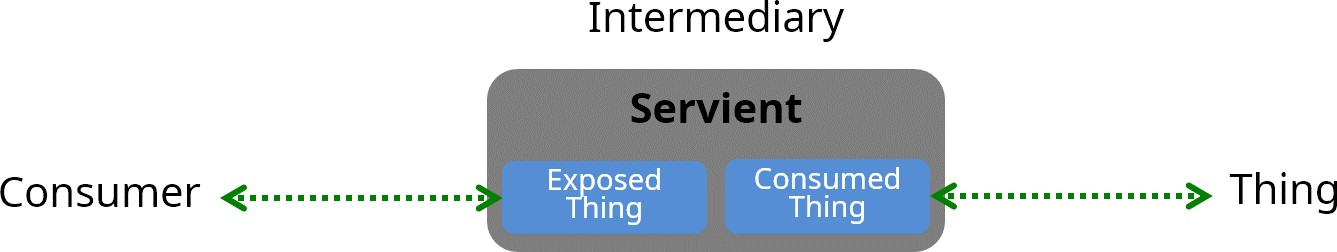 Intermediary
Servient
Consumer
Exposed
Thing
Consumed
Thing
Thing